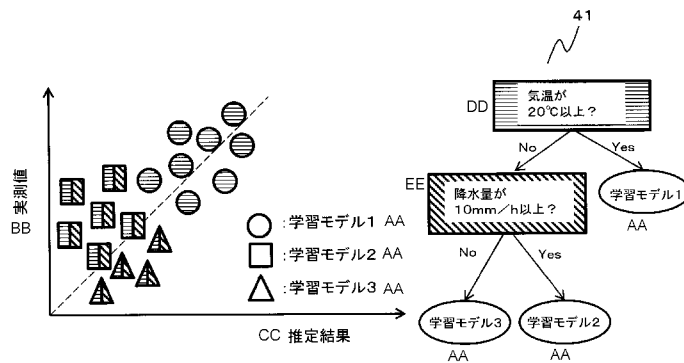 41
気温が
20℃以上？
DD
No
Yes
EE
降水量が
10mm／h以上？
学習モデル1
AA
No
Yes
学習モデル3
学習モデル2
AA
AA
実測値
BB
:学習モデル1 AA
:学習モデル2 AA
:学習モデル3 AA
CC 推定結果